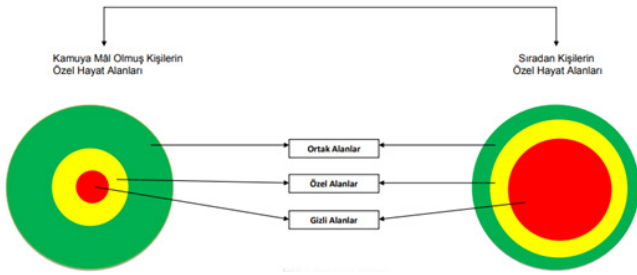 Kamuya Mâl Olmuş Kişilerin
Özel Hayat Alanları
Sıradan Kişilerin
Özel Hayat Alanları
Ortak Alanlar
Özel Alanlar
Gizli Alanlar